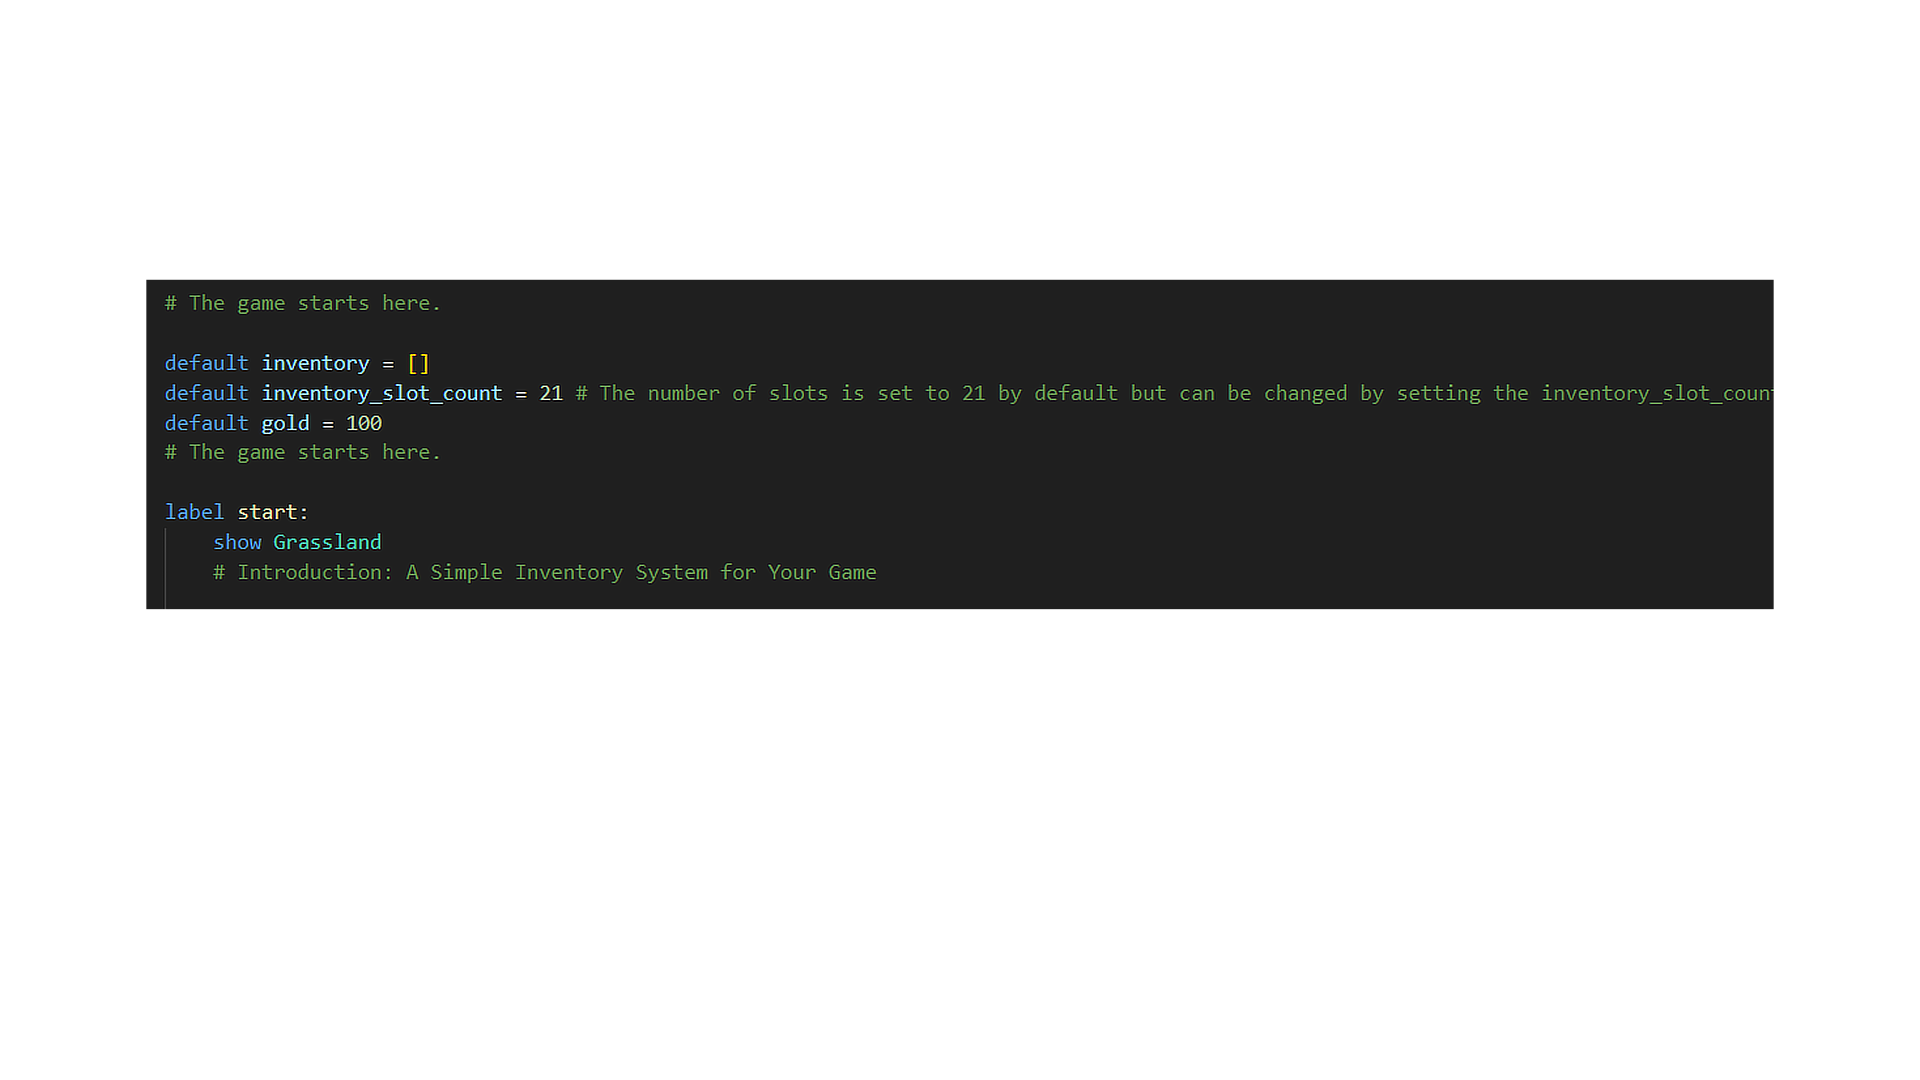 # The game starts here.
default inventory = []
default inventory_slot_count = 21 # The number of slots is set to 21 by default but can be changed by setting the inventory_slot_count
default gold = 100
# The game starts here.
label start:
show Grassland
# Introduction: A Simple Inventory System for Your Game